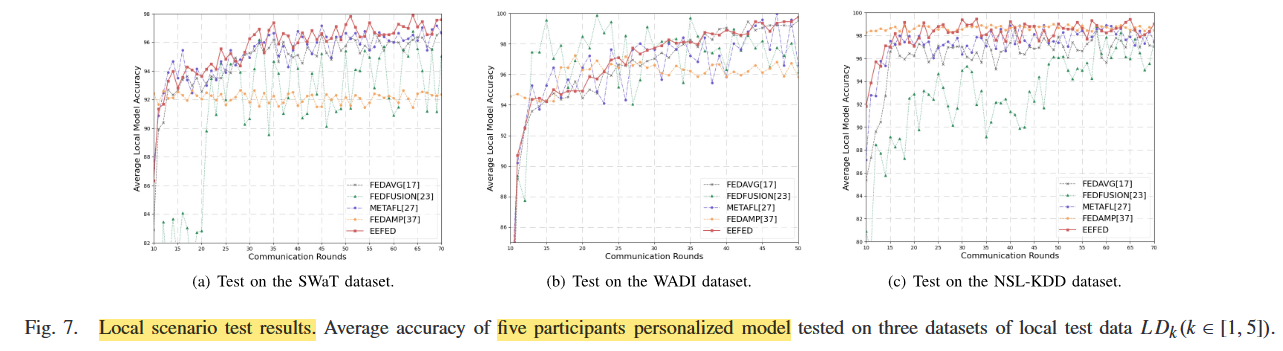 Average Local Model Accuracy
98
96
94
92
90
88
86
84
82
10 15 20 25 30 35 40 45 50 55 60 65 70
Communication Rounds
FEDAVG[17]
FEDFUSION[23]
METAFL[27]
FEDAMP[37]
EEFED
(a) Test on the SWaT dataset.
Average Local Model Accuracy
100
98
96
94
92
90
88
86
10 15 20 25 30 35 40 45 50
Communication Rounds
FEDAVG[17]
FEDFUSION[23]
METAFL[27]
FEDAMP[37]
EEFED
(b) Test on the WADI dataset.
Average Local Model Accuracy
100
98
96
94
92
90
88
86
84
82
80
10 15 20 25 30 35 40 45 50 55 60 65 70
Communication Rounds
FEDAVG[17]
FEDFUSION[23]
METAFL[27]
FEDAMP[37]
EEFED
(c) Test on the NSL-KDD dataset.
Fig. 7. Local scenario test results. Average accuracy of five participants personalized model tested on three datasets of local test data LDₖ(k ∈ [1, 5]).